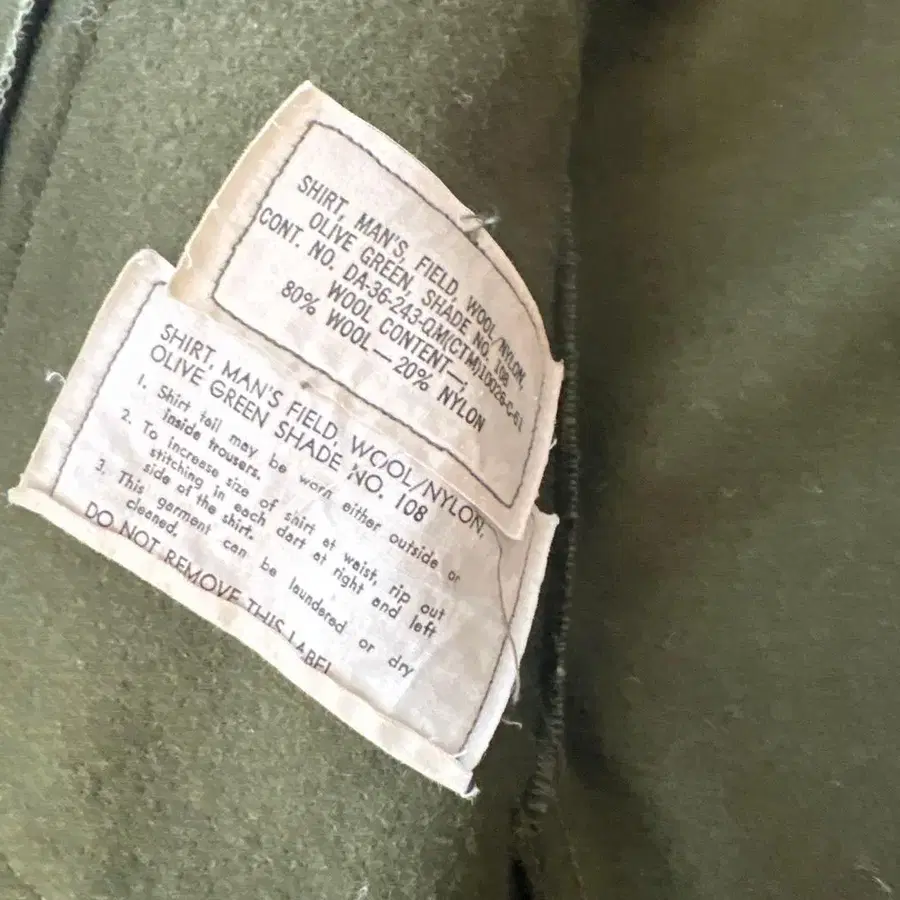 SHIRT, MAN'S, FIELD, WOOL/NYLON,
OLIVE GREEN SHADE NO. 108
CONT. NO. DA-36-243-QM(CTM)10026-C-61
WOOL CONTENT—;
80% WOOL — 20% NYLON
SHIRT, MAN'S FIELD, WOOL/NYLON,
OLIVE GREEN SHADE NO. 108
1. Shirt tail may be worn either outside or
inside trousers.
2. To increase size of shirt at waist, rip out
stitching in each dart at right and left
side of the shirt.
3. This garment can be laundered or dry
cleaned.
DO NOT REMOVE THIS LABEL